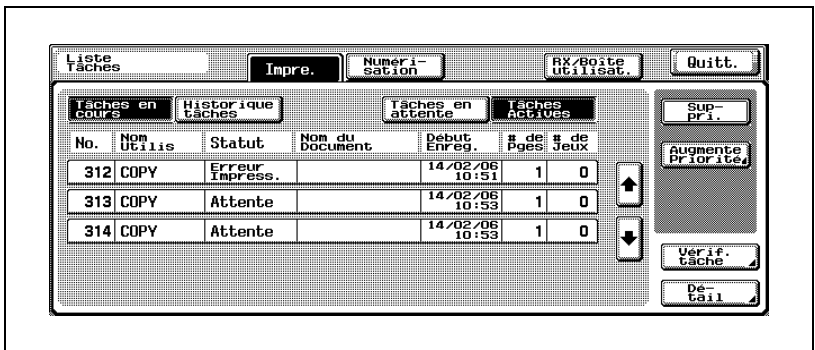 Liste
Tâches
Impre.
Numéri-
sation
RX/Boîte
utilisat.
Quitt.
Tâches en
cours
Historique
tâches
Tâches en
attente
Tâches
Actives
Sup-
pri.
No.
Nom
Utilis
Statut
Nom du
Document
Début
Enreg.
# de
Pges
# de
Jeux
Augmente
Priorité
312 COPY Erreur
Impress. 14/02/06
10:51 1 0
313 COPY Attente 14/02/06
10:53 1 0
314 COPY Attente 14/02/06
10:53 1 0
Vérif.
tâche
Dé-
tail